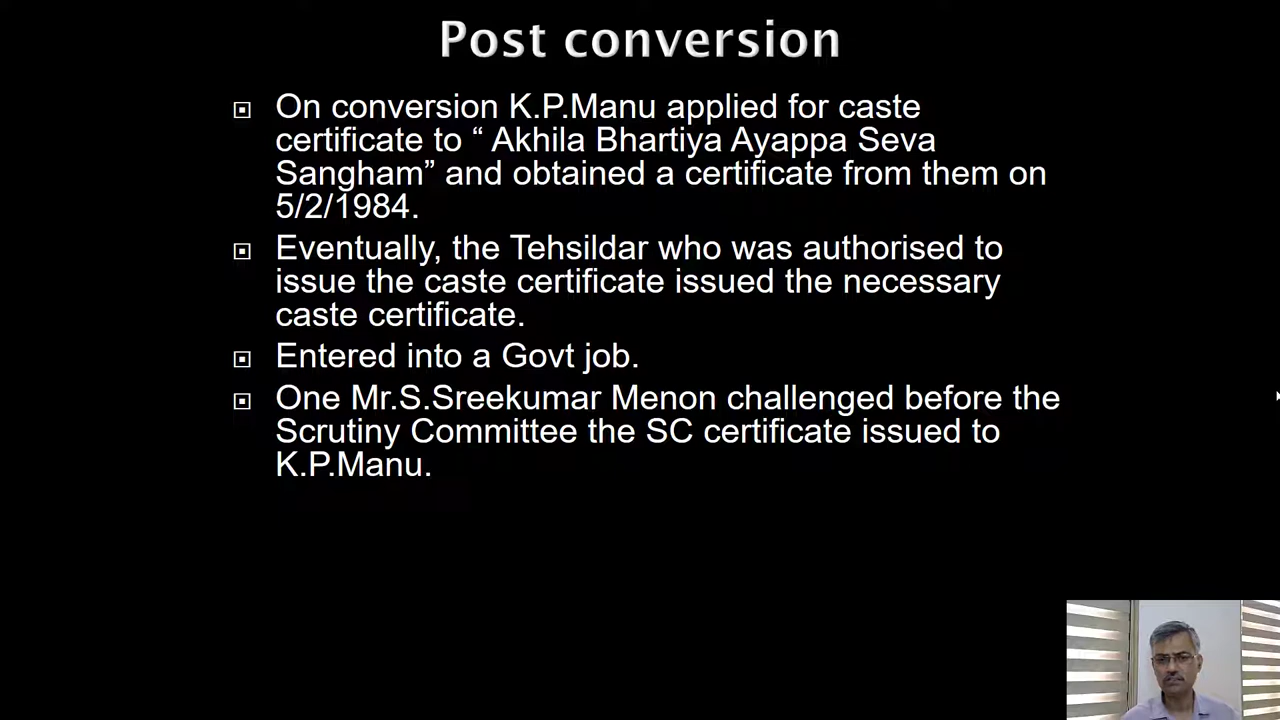 Post conversion
On conversion K.P.Manu applied for caste
certificate to “ Akhila Bhartiya Ayappa Seva
Sangham” and obtained a certificate from them on
5/2/1984.
Eventually, the Tehsildar who was authorised to
issue the caste certificate issued the necessary
caste certificate.
Entered into a Govt job.
One Mr.S.Sreekumar Menon challenged before the
Scrutiny Committee the SC certificate issued to
K.P.Manu.